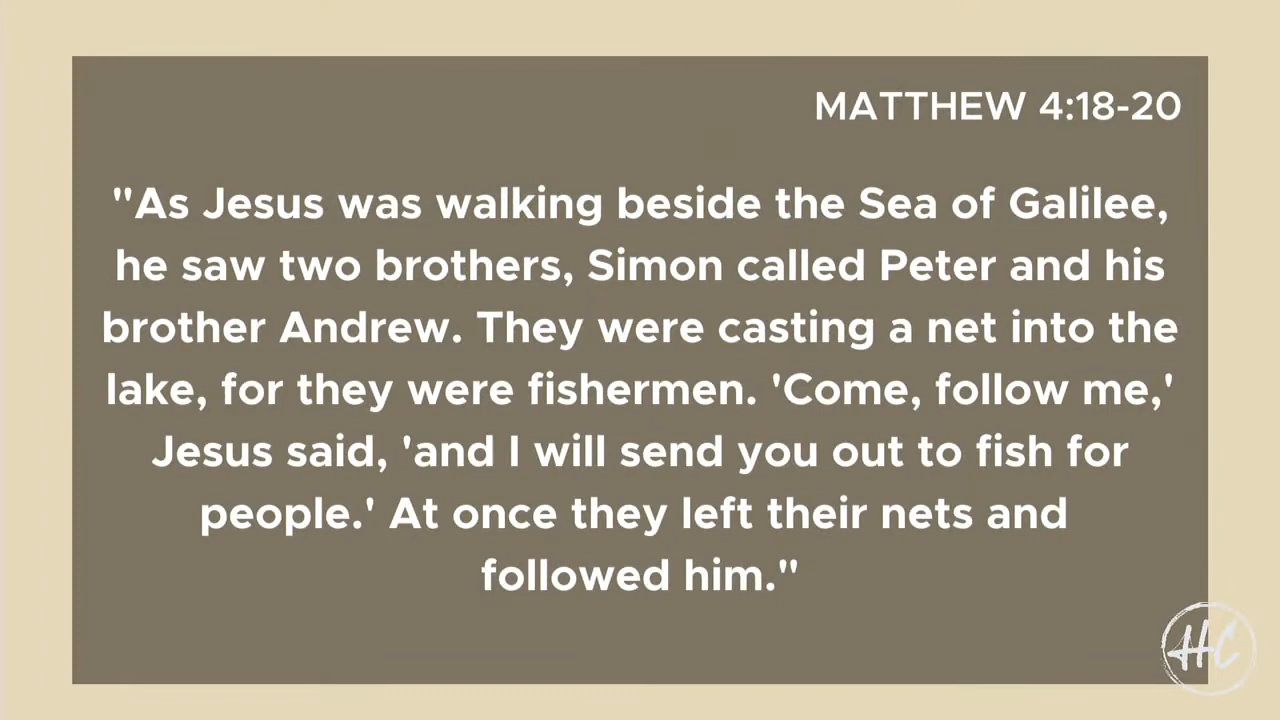 MATTHEW 4:18-20
"As Jesus was walking beside the Sea of Galilee,
he saw two brothers, Simon called Peter and his
brother Andrew. They were casting a net into the
lake, for they were fishermen. 'Come, follow me,'
Jesus said, 'and I will send you out to fish for
people.' At once they left their nets and
followed him."
HC